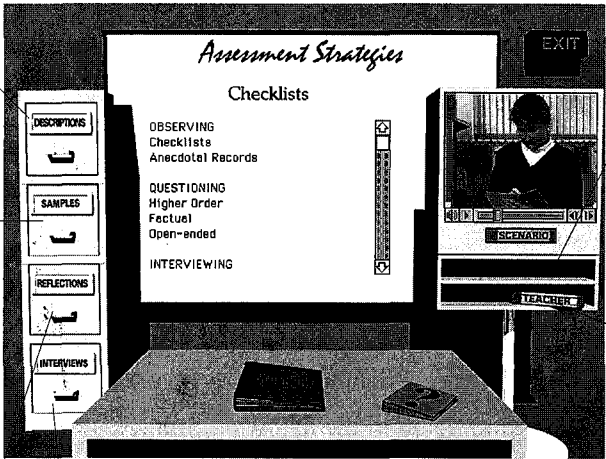 Assessment Strategies
EXIT
Checklists
DESCRIPTIONS
SAMPLES
REFLECTIONS
INTERVIEWS
OBSERVING
Checklists
Anecdotal Records
QUESTIONING
Higher Order
Factual
Open-ended
INTERVIEWING
SCENARIO
TEACHER
?